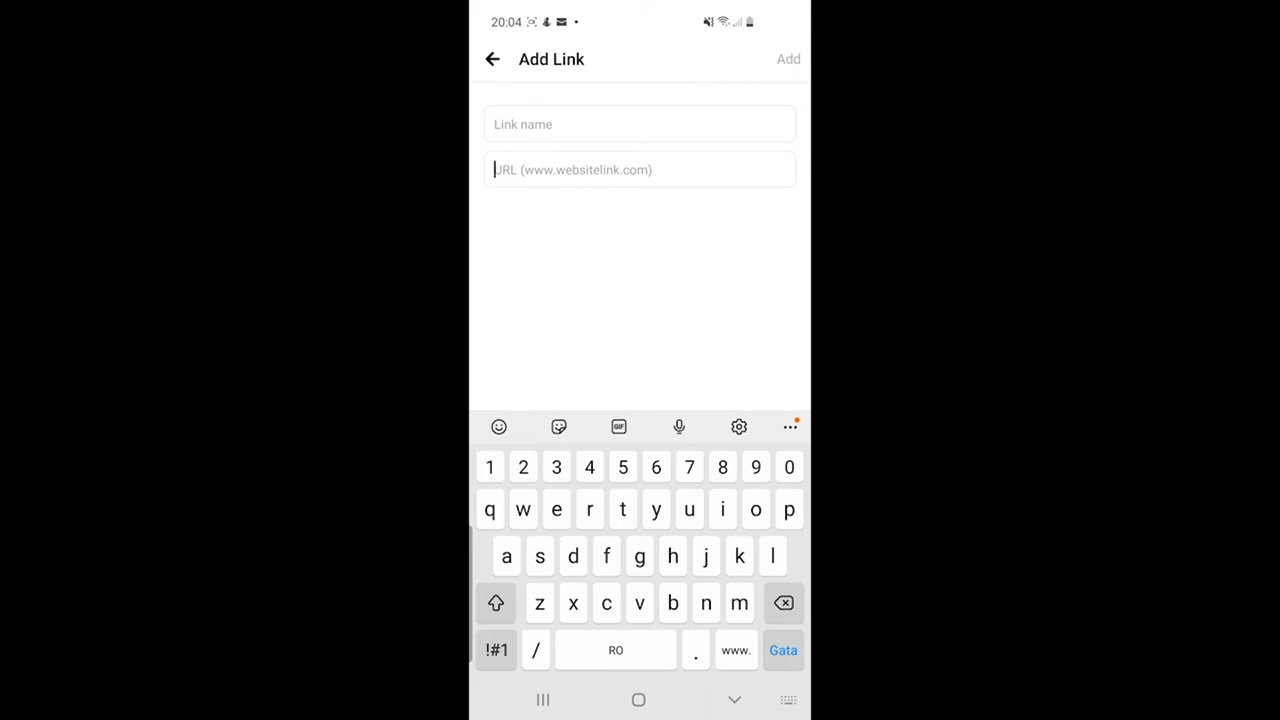 20:04
Add Link Add
Link name
URL (www.websitelink.com)
GIF
1 2 3 4 5 6 7 8 9 0
q w e r t y u i o p
a s d f g h j k l
z x c v b n m
!#1 / RO . www. Gata